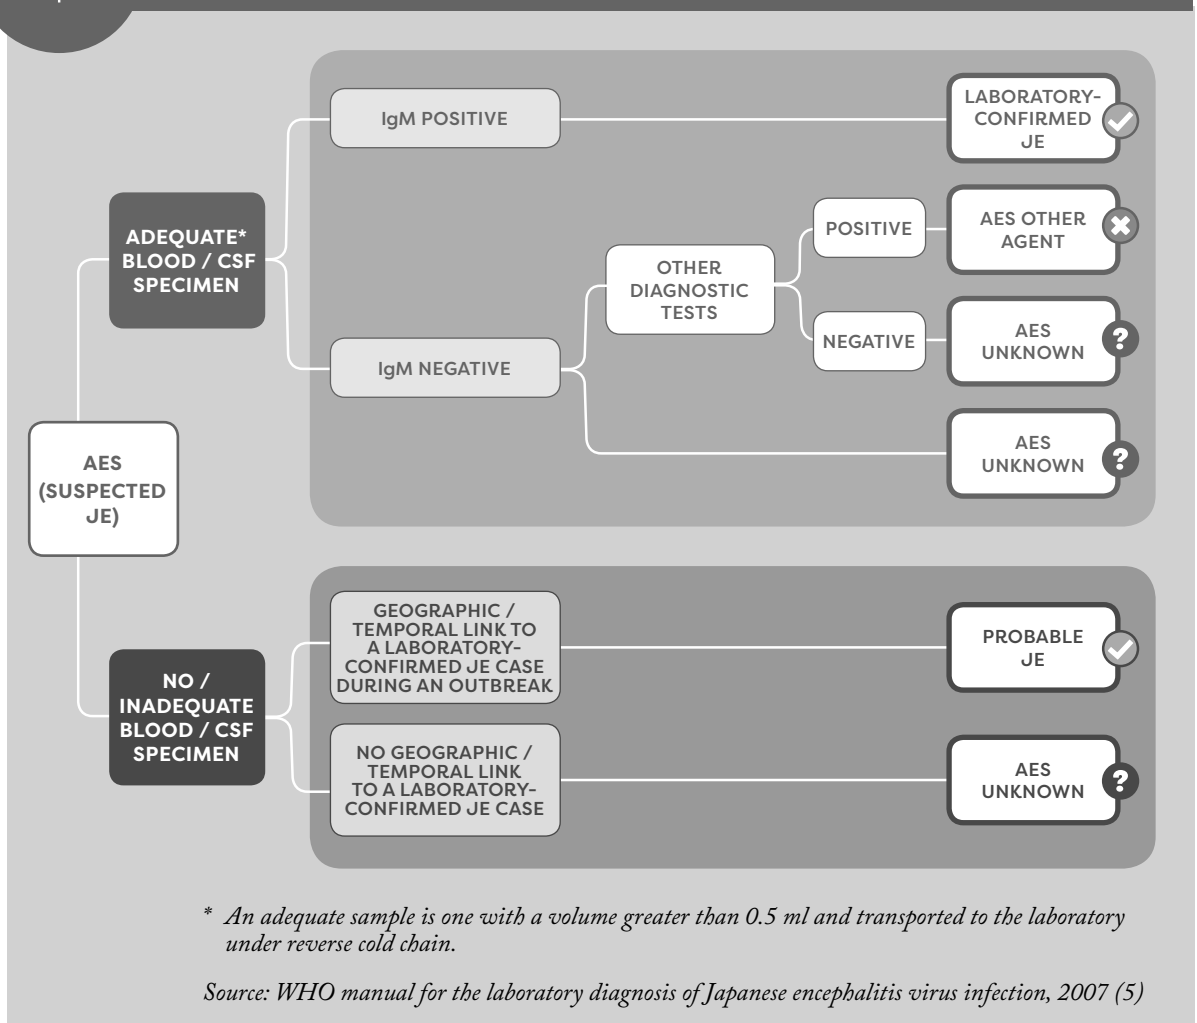 IgM POSITIVE
LABORATORY-
CONFIRMED
JE
ADEQUATE*
BLOOD / CSF
SPECIMEN
POSITIVE
AES OTHER
AGENT
OTHER
DIAGNOSTIC
TESTS
NEGATIVE
AES
UNKNOWN
IgM NEGATIVE
AES
UNKNOWN
AES
(SUSPECTED
JE)
GEOGRAPHIC /
TEMPORAL LINK TO
A LABORATORY-
CONFIRMED JE CASE
DURING AN OUTBREAK
PROBABLE
JE
NO /
INADEQUATE
BLOOD / CSF
SPECIMEN
NO GEOGRAPHIC /
TEMPORAL LINK
TO A LABORATORY-
CONFIRMED JE CASE
AES
UNKNOWN
* An adequate sample is one with a volume greater than 0.5 ml and transported to the laboratory
under reverse cold chain.
Source: WHO manual for the laboratory diagnosis of Japanese encephalitis virus infection, 2007 (5)